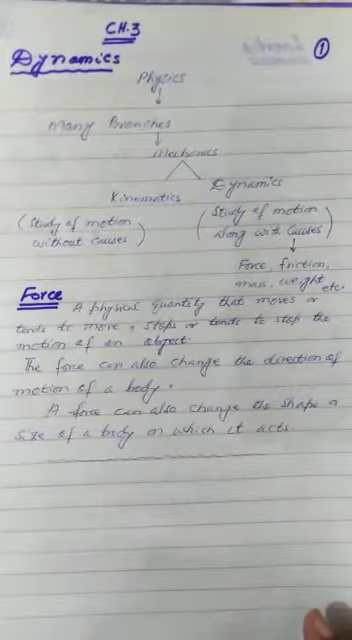 CH.3
Dynamics
1
Physics
Many Branches
Mechanics
Kinematics
Dynamics
(Study of motion without causes)
(Study of motion along with causes)
Force, friction,
mass, weight etc.
Force A physical quantity that moves or
tends to move, stops or tends to stop the
motion of an object.
The force can also change the direction of
motion of a body.
A force can also change the shape or
size of a body on which it acts.